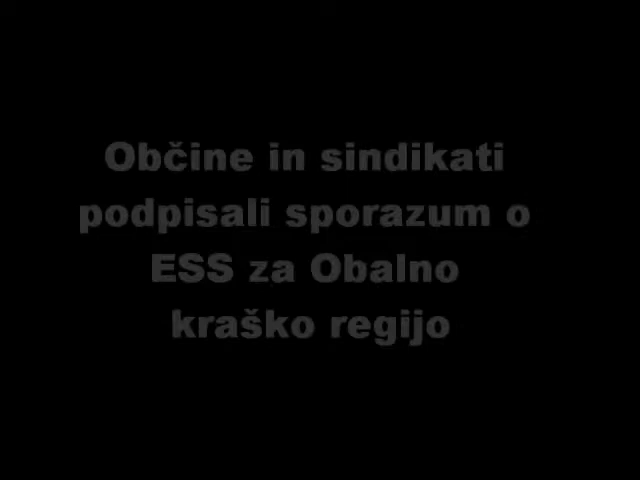 Občine in sindikati
podpisali sporazum o
ESS za Obalno
kraško regijo